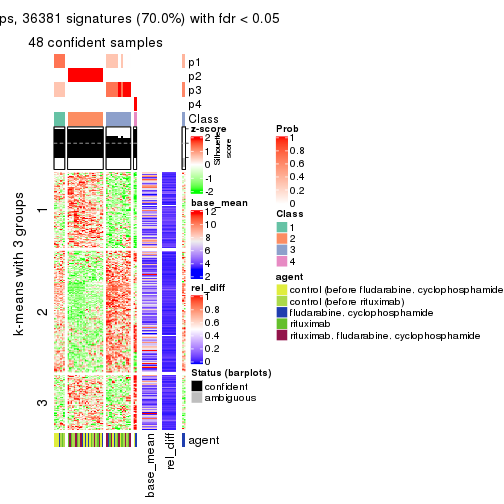 ps, 36381 signatures (70.0%) with fdr < 0.05
48 confident samples
p1
p2
p3
p4
Class
Silhouette
score
agent
k-means with 3 groups
1
2
3
base_mean
rel_diff
z-score
2
1
0
-1
-2
base_mean
12
10
8
6
4
2
rel_diff
1
0.8
0.6
0.4
0.2
0
Status (barplots)
confident
ambiguous
Prob
1
0.8
0.6
0.4
0.2
0
Class
1
2
3
4
agent
control (before fludarabine. cyclophosphamide
control (before rituximab)
fludarabine. cyclophosphamide
rituximab
rituximab. fludarabine. cyclophosphamide